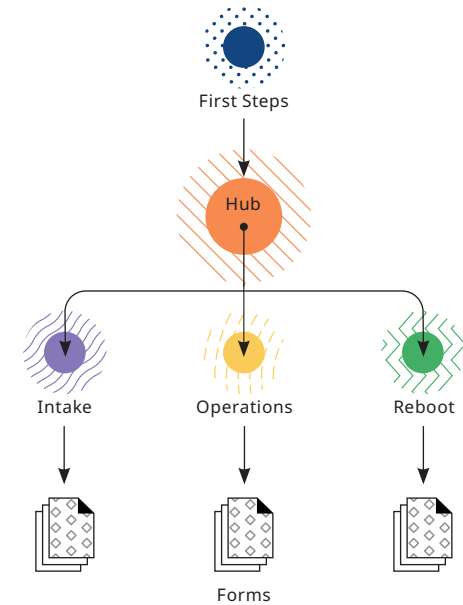 First Steps
Hub
Intake
Operations
Reboot
Forms